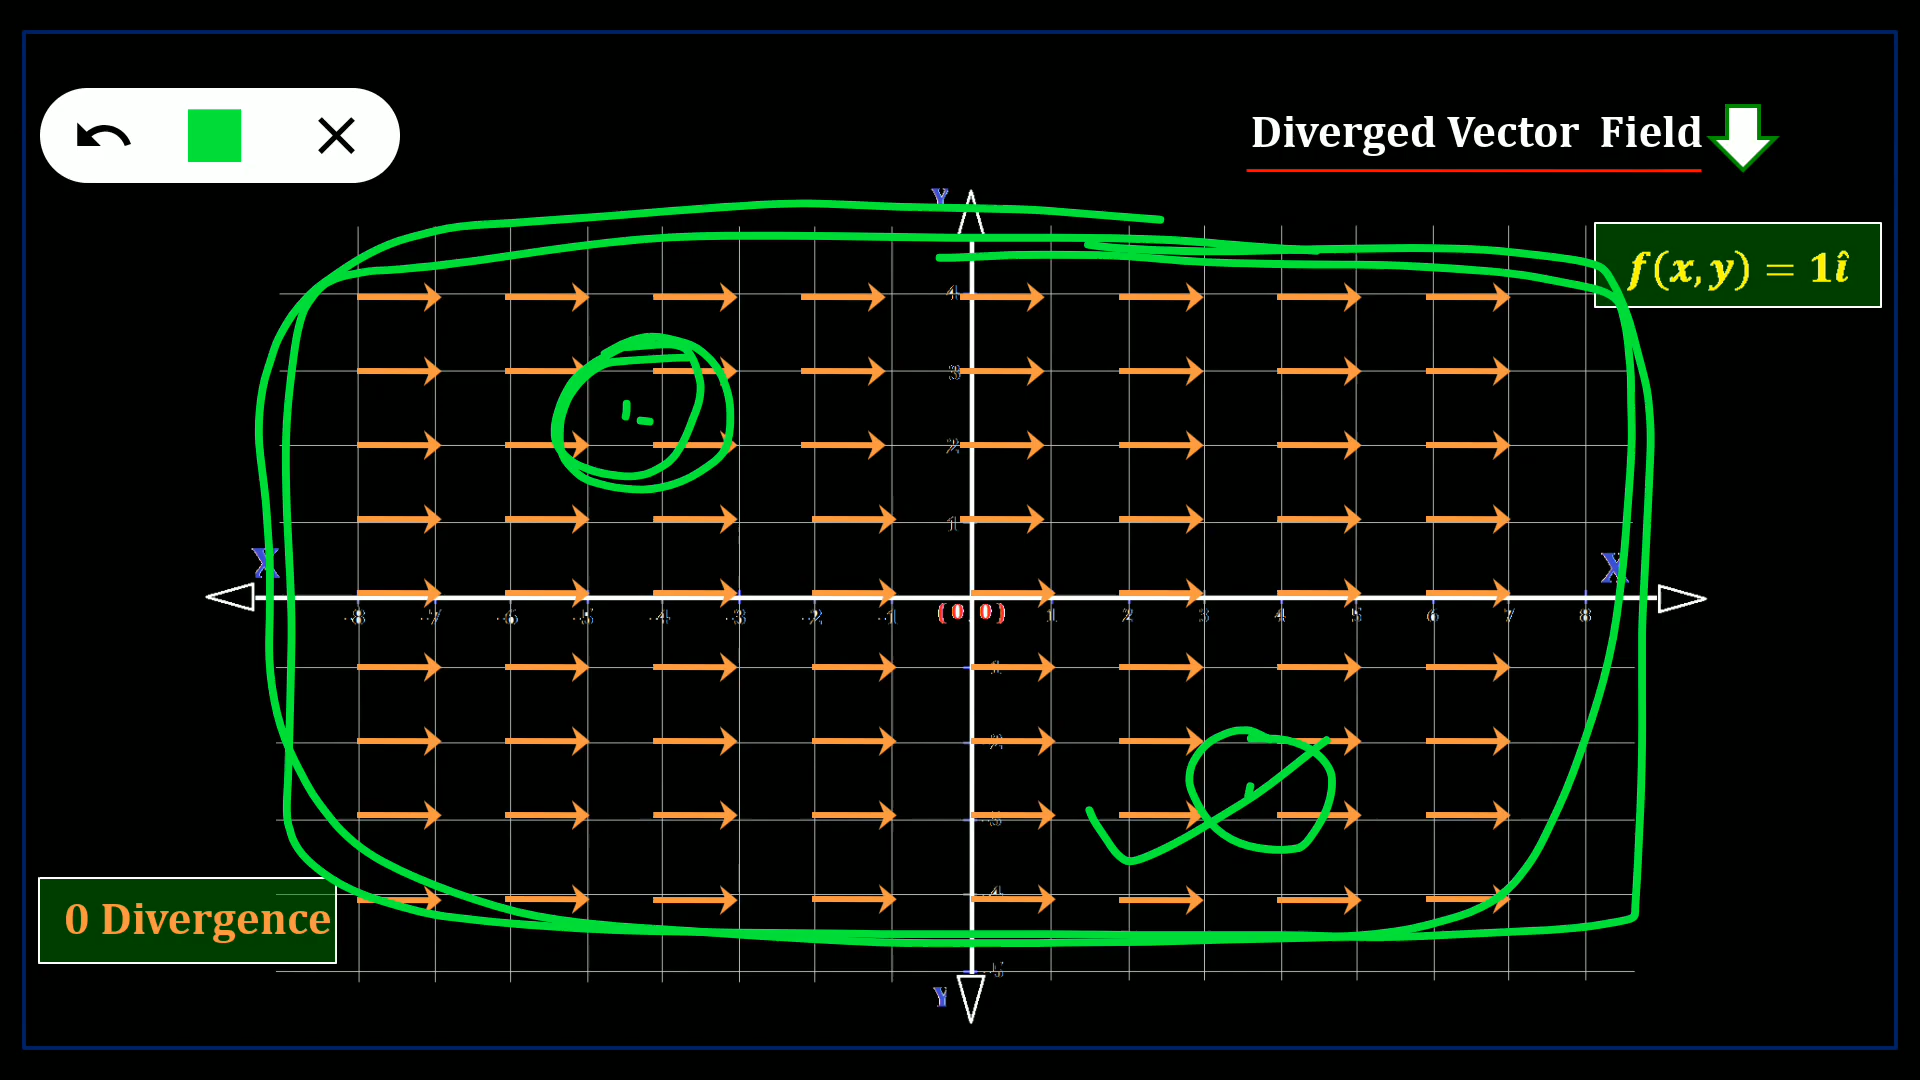 Diverged Vector Field
Y
f(x, y) = 1î
4
3
2
1
X X
-8 -7 -6 -5 -4 -3 -2 -1 (0,0) 1 2 3 4 5 6 7 8
-1
-2
-3
-4
0 Divergence
-5
Y